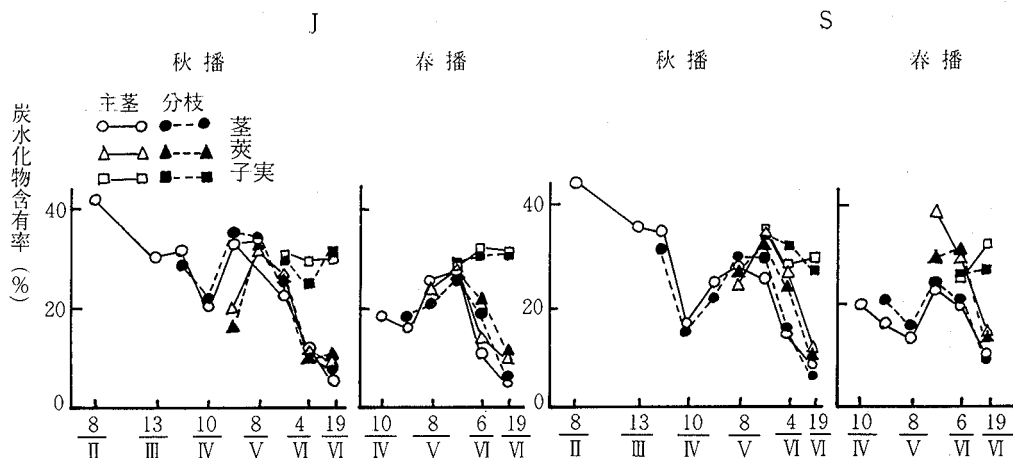 J
S
秋播
春播
秋播
春播
炭水化物含有率(%)
主茎 分枝
茎
莢
子実
40
20
0
40
20
0
8/II 13/III 10/IV 8/V 4/VI 19/VI
10/IV 8/V 6/VI 19/VI
8/II 13/III 10/IV 8/V 4/VI 19/VI
10/IV 8/V 6/VI 19/VI